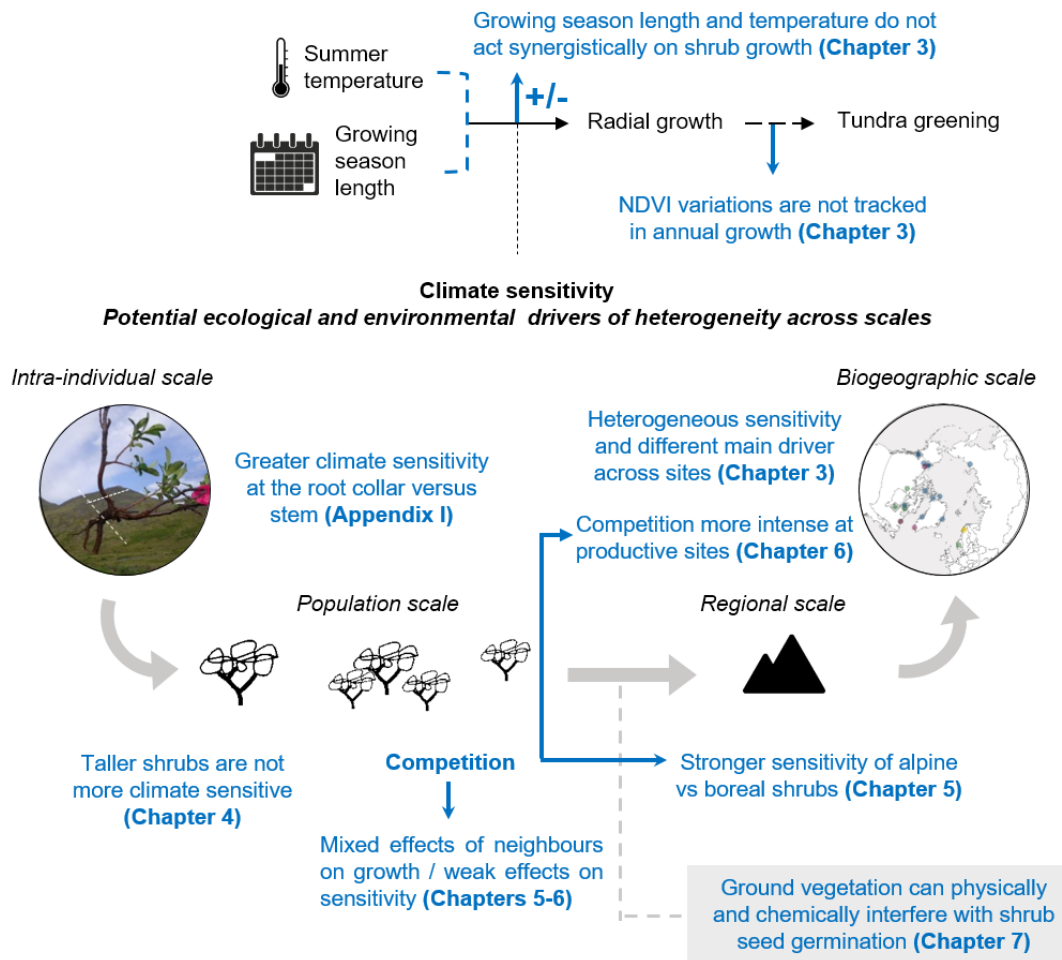 Growing season length and temperature do not
act synergistically on shrub growth (Chapter 3)
Summer
temperature
+/-
Radial growth
Tundra greening
Growing
season
length
NDVI variations are not tracked
in annual growth (Chapter 3)
Climate sensitivity
Potential ecological and environmental drivers of heterogeneity across scales
Intra-individual scale
Biogeographic scale
Greater climate sensitivity
at the root collar versus
stem (Appendix I)
Heterogeneous sensitivity
and different main driver
across sites (Chapter 3)
Competition more intense at
productive sites (Chapter 6)
Population scale
Regional scale
Taller shrubs are not
more climate sensitive
(Chapter 4)
Competition
Stronger sensitivity of alpine
vs boreal shrubs (Chapter 5)
Mixed effects of neighbours
on growth / weak effects on
sensitivity (Chapters 5-6)
Ground vegetation can physically
and chemically interfere with shrub
seed germination (Chapter 7)